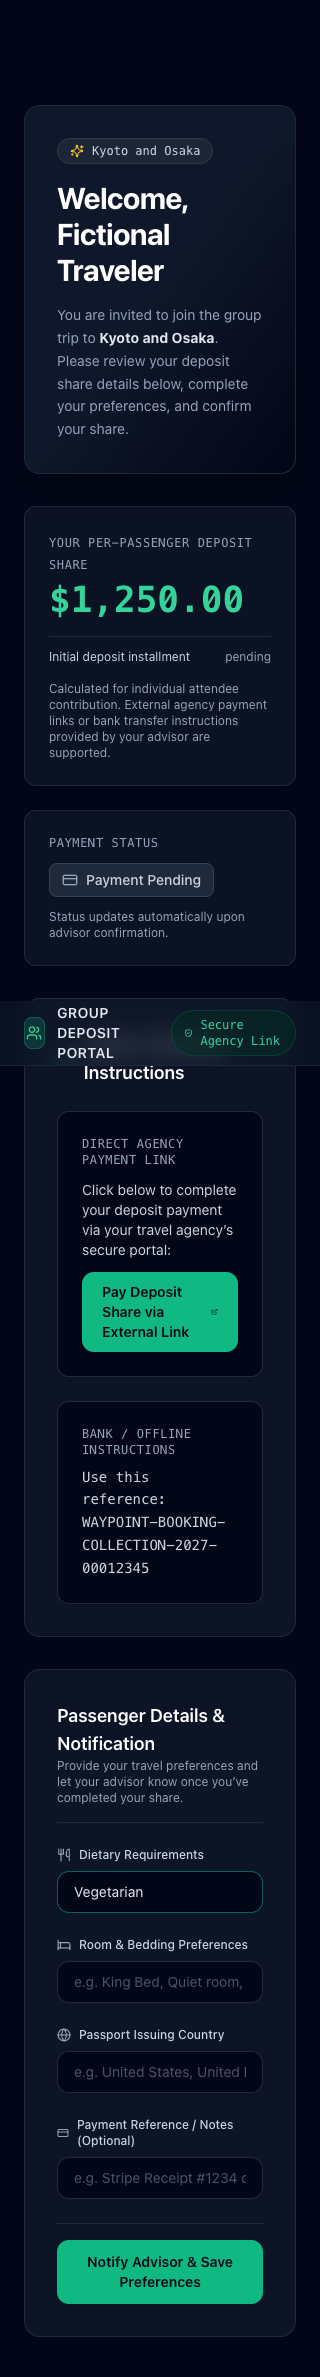 Kyoto and Osaka
Welcome,
Fictional
Traveler
You are invited to join the group
trip to Kyoto and Osaka.
Please review your deposit
share details below, complete
your preferences, and confirm
your share.
YOUR PER-PASSENGER DEPOSIT
SHARE
$1,250.00
Initial deposit installment pending
Calculated for individual attendee
contribution. External agency payment
links or bank transfer instructions
provided by your advisor are
supported.
PAYMENT STATUS
Payment Pending
Status updates automatically upon
advisor confirmation.
GROUP
DEPOSIT
PORTAL
Secure
Agency Link
Instructions
DIRECT AGENCY
PAYMENT LINK
Click below to complete
your deposit payment
via your travel agency's
secure portal:
Pay Deposit
Share via
External Link
BANK / OFFLINE
INSTRUCTIONS
Use this
reference:
WAYPOINT-BOOKING-
COLLECTION-2027-
00012345
Passenger Details &
Notification
Provide your travel preferences and
let your advisor know once you've
completed your share.
Dietary Requirements
Vegetarian
Room & Bedding Preferences
e.g. King Bed, Quiet room,
Passport Issuing Country
e.g. United States, United
Payment Reference / Notes
(Optional)
e.g. Stripe Receipt #1234
Notify Advisor & Save
Preferences